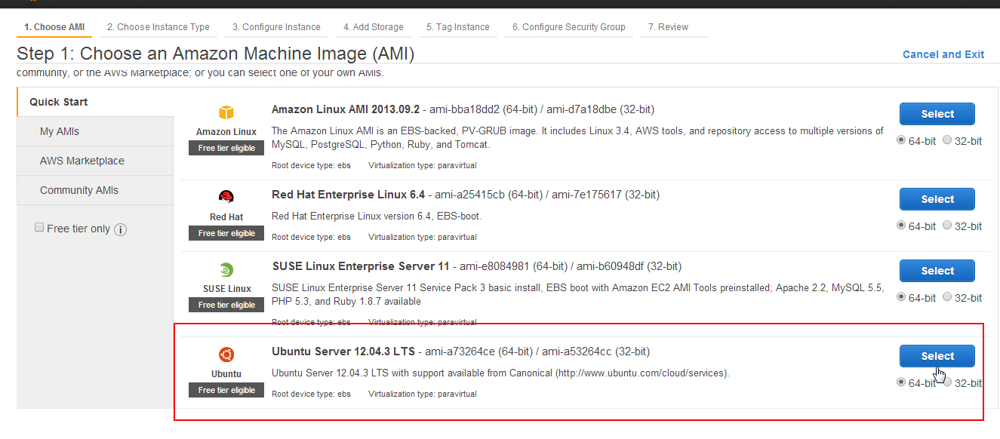 1. Choose AMI 2. Choose Instance Type 3. Configure Instance 4. Add Storage 5. Tag Instance 6. Configure Security Group 7. Review
Step 1: Choose an Amazon Machine Image (AMI)
Cancel and Exit
community, or the AWS Marketplace; or you can select one of your own AMIs.
Quick Start
My AMIs
AWS Marketplace
Community AMIs
Free tier only
Amazon Linux
Free tier eligible
Amazon Linux AMI 2013.09.2 - ami-bba18dd2 (64-bit) / ami-d7a18dbe (32-bit)
The Amazon Linux AMI is an EBS-backed, PV-GRUB image. It includes Linux 3.4, AWS tools, and repository access to multiple versions of
MySQL, PostgreSQL, Python, Ruby, and Tomcat.
Root device type: ebs Virtualization type: paravirtual
Select
64-bit 32-bit
Red Hat
Free tier eligible
Red Hat Enterprise Linux 6.4 - ami-a25415cb (64-bit) / ami-7e175617 (32-bit)
Red Hat Enterprise Linux version 6.4, EBS-boot.
Root device type: ebs Virtualization type: paravirtual
Select
64-bit 32-bit
SUSE Linux
Free tier eligible
SUSE Linux Enterprise Server 11 - ami-e8084981 (64-bit) / ami-b60948df (32-bit)
SUSE Linux Enterprise Server 11 Service Pack 3 basic install, EBS boot with Amazon EC2 AMI Tools preinstalled; Apache 2.2, MySQL 5.5,
PHP 5.3, and Ruby 1.8.7 available
Root device type: ebs Virtualization type: paravirtual
Select
64-bit 32-bit
Ubuntu
Free tier eligible
Ubuntu Server 12.04.3 LTS - ami-a73264ce (64-bit) / ami-a53264cc (32-bit)
Ubuntu Server 12.04.3 LTS with support available from Canonical (http://www.ubuntu.com/cloud/services).
Root device type: ebs Virtualization type: paravirtual
Select
64-bit 32-bit